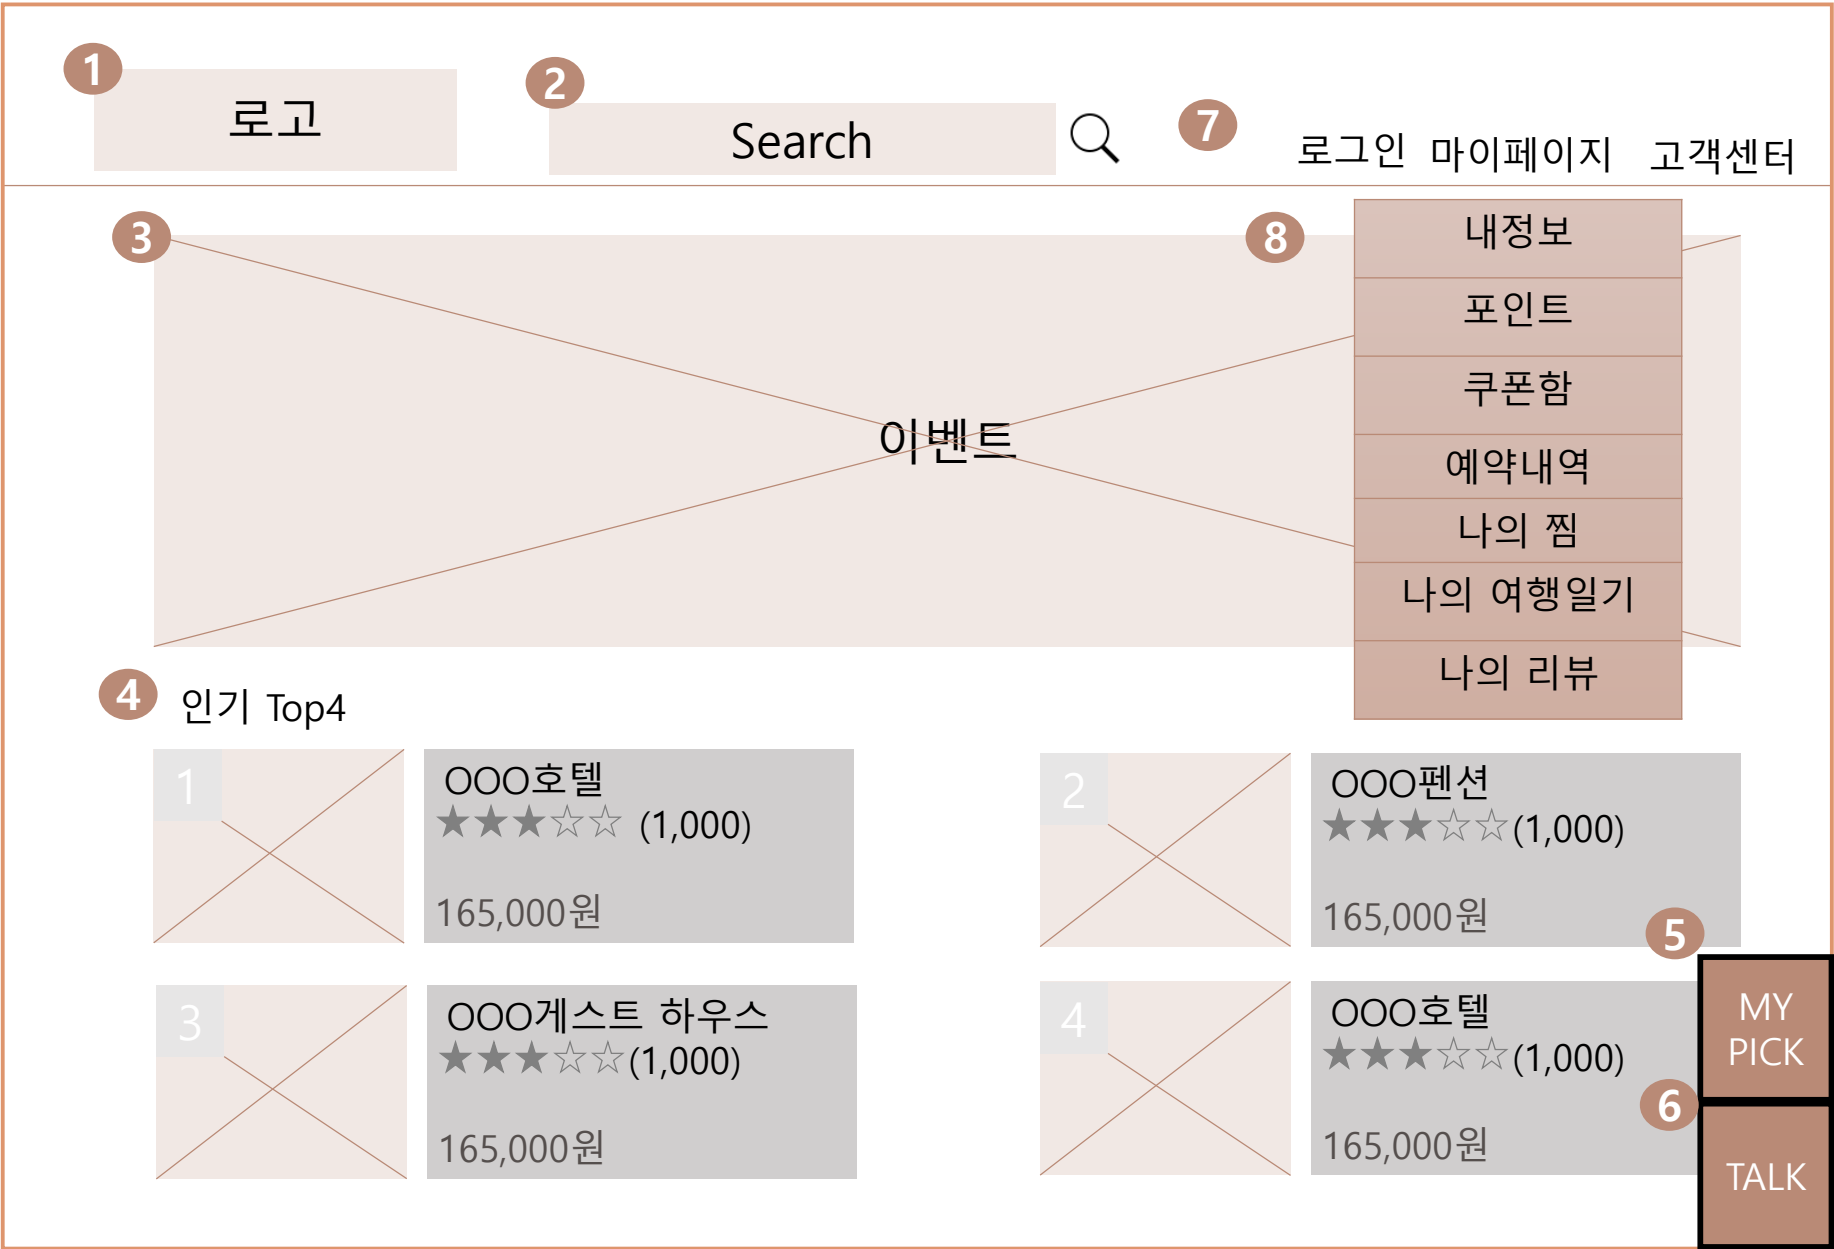 1
로고
2
Search
7
로그인 마이페이지 고객센터
3
이벤트
8
내정보
포인트
쿠폰함
예약내역
나의 찜
나의 여행일기
나의 리뷰
4
인기 Top4
1
OOO호텔
★★★☆☆ (1,000)
165,000원
2
OOO펜션
★★★☆☆(1,000)
165,000원
3
OOO게스트 하우스
★★★☆☆(1,000)
165,000원
4
OOO호텔
★★★☆☆(1,000)
165,000원
5
MY
PICK
6
TALK